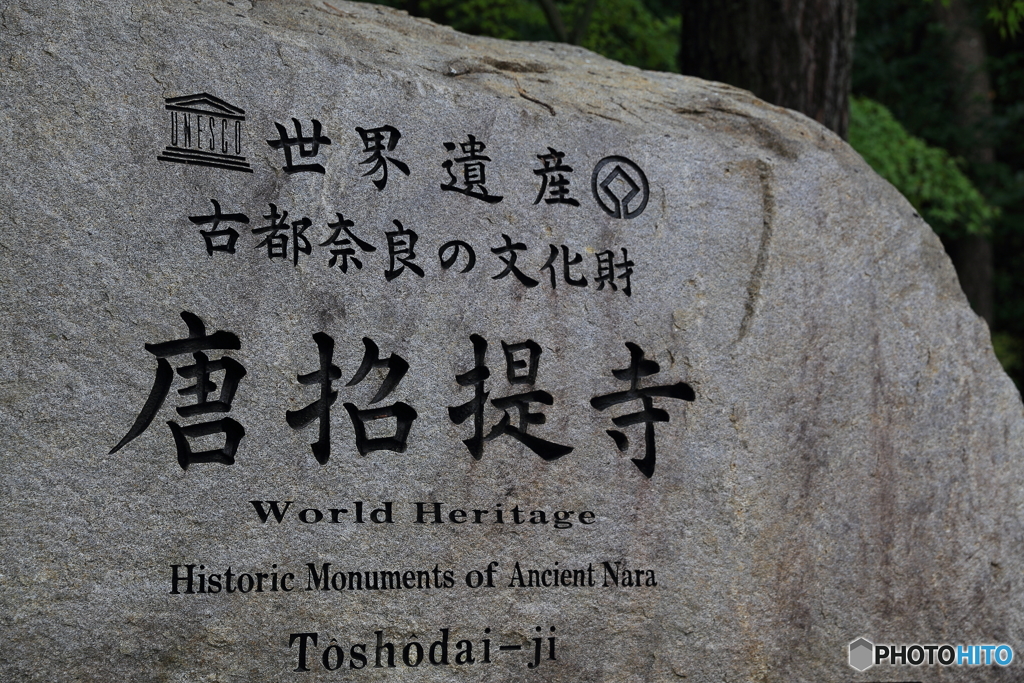 UNESCO 世界遺産
古都奈良の文化財
唐招提寺
World Heritage
Historic Monuments of Ancient Nara
Tôshôdai-ji
PHOTOHITO